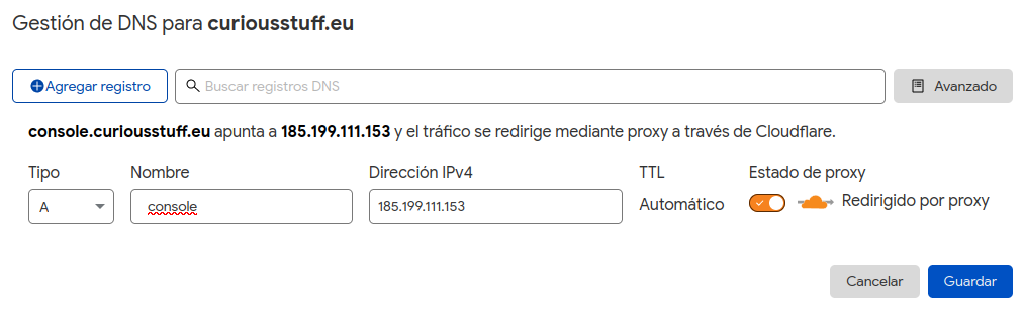 Gestión de DNS para curiousstuff.eu
Agregar registro Buscar registros DNS Avanzado
console.curiousstuff.eu apunta a 185.199.111.153 y el tráfico se redirige mediante proxy a través de Cloudflare.
Tipo Nombre Dirección IPv4 TTL Estado de proxy
A console 185.199.111.153 Automático Redirigido por proxy
Cancelar Guardar